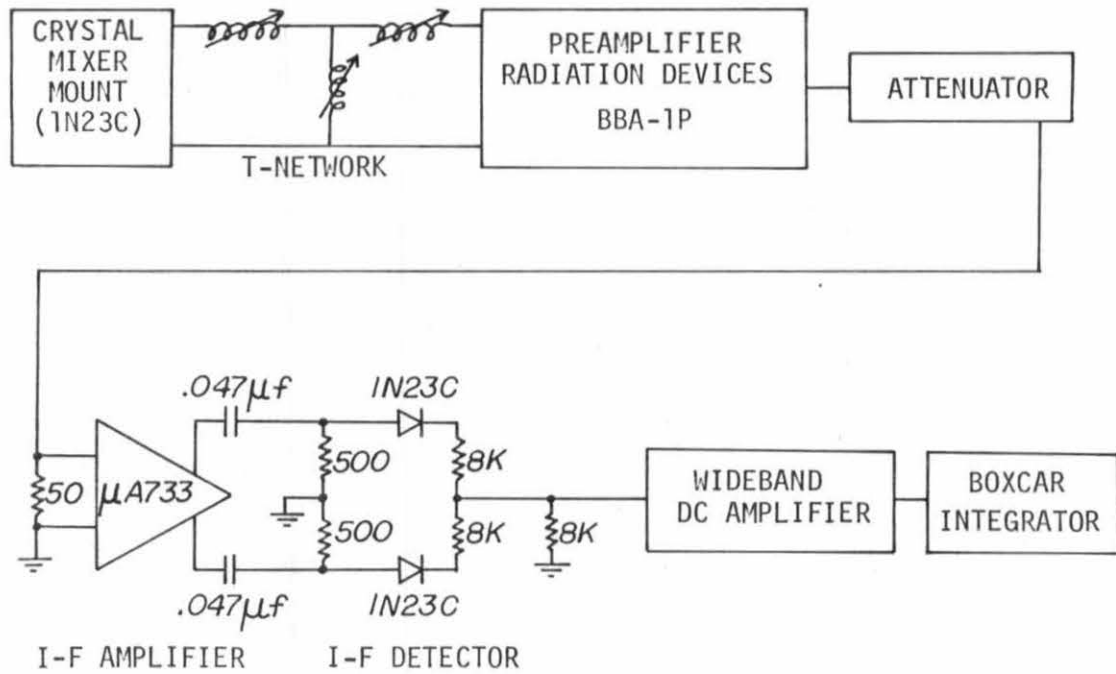 CRYSTAL
MIXER
MOUNT
(1N23C)
T-NETWORK
PREAMPLIFIER
RADIATION DEVICES
BBA-1P
ATTENUATOR
.047μf
1N23C
50
μA733
500
500
8K
8K
8K
.047μf
1N23C
WIDEBAND
DC AMPLIFIER
BOXCAR
INTEGRATOR
I-F AMPLIFIER
I-F DETECTOR